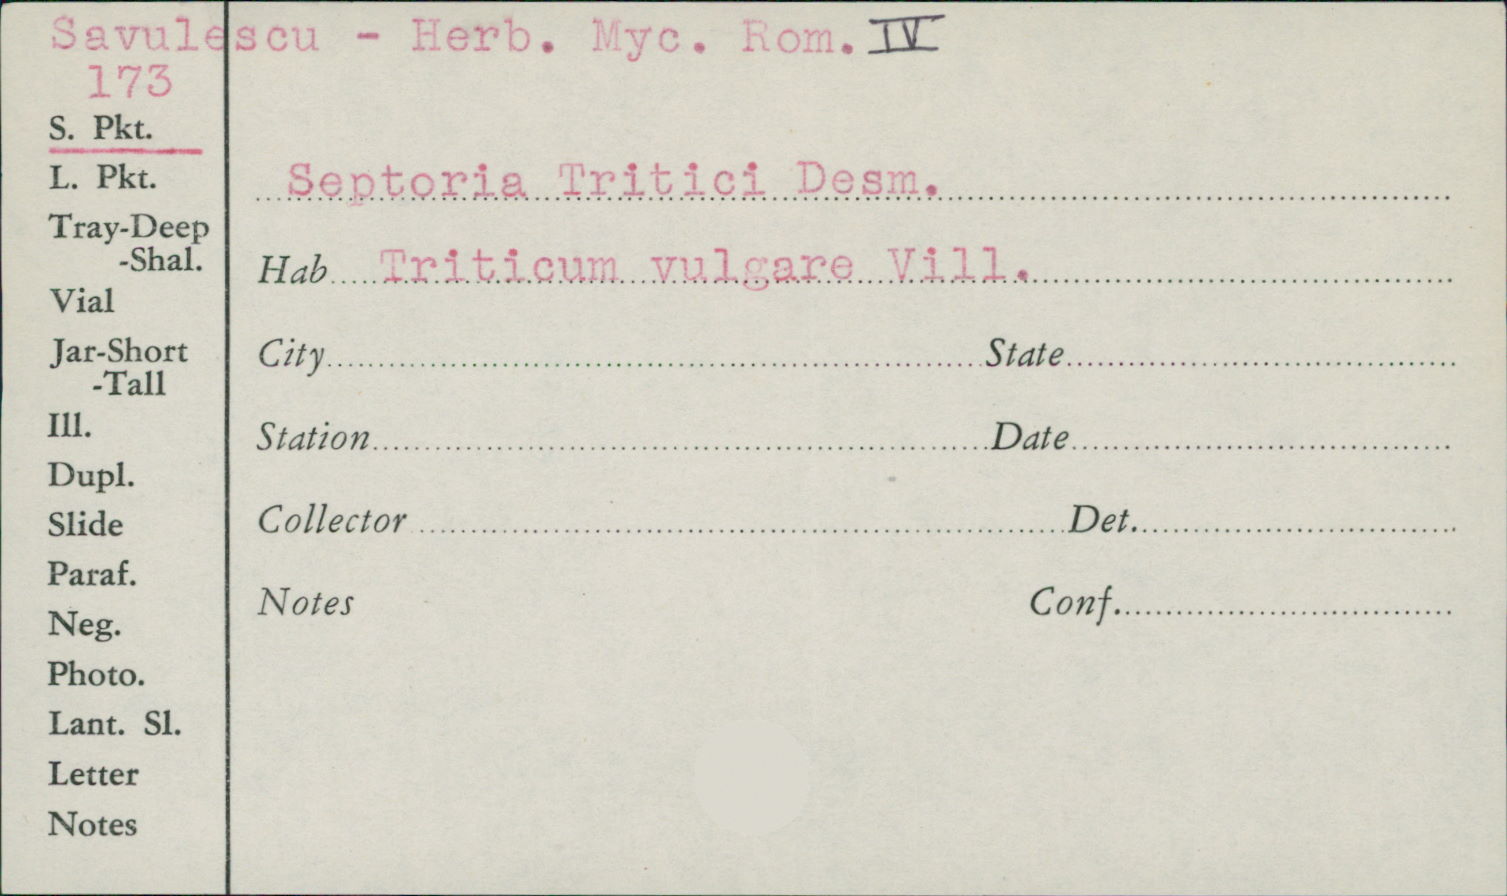 Savulescu - Herb. Myc. Rom. IV
173
S. Pkt.
L. Pkt.
Tray-Deep
-Shal.
Vial
Jar-Short
-Tall
Ill.
Dupl.
Slide
Paraf.
Neg.
Photo.
Lant. Sl.
Letter
Notes
Septoria Tritici Desm.
Hab Triticum vulgare Vill.
City State
Station Date
Collector Det.
Notes Conf.